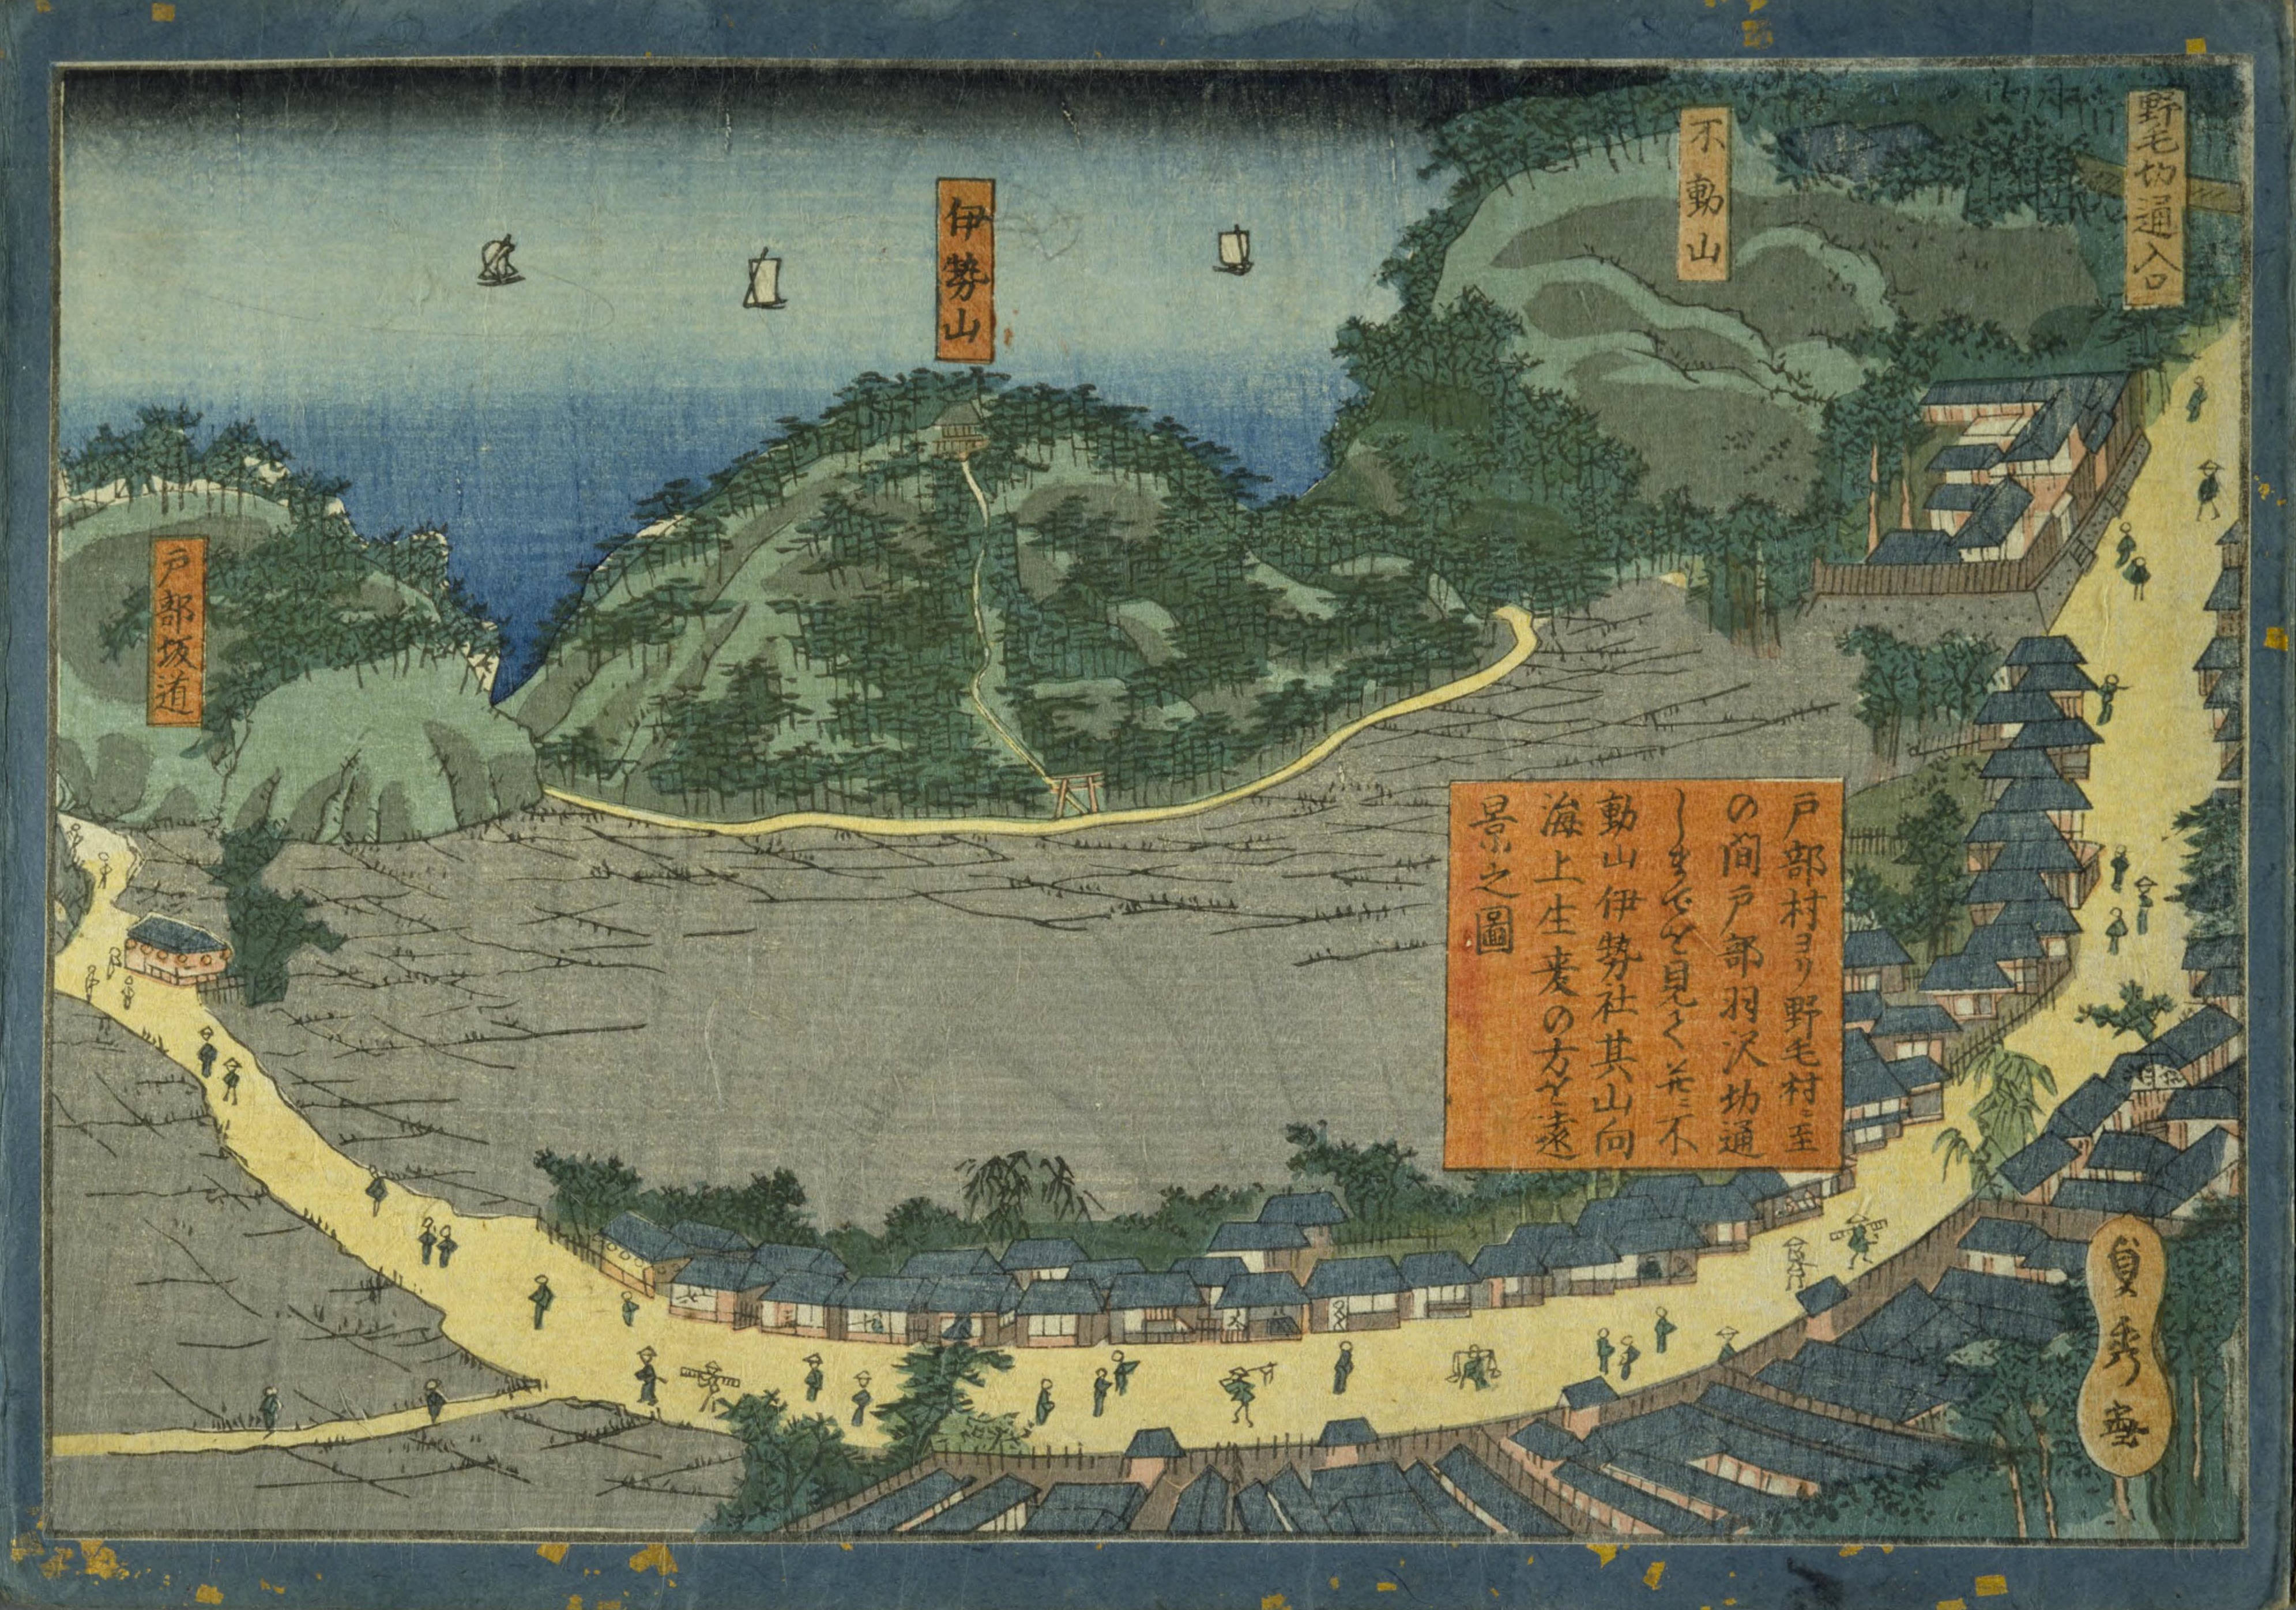 野毛切通入口
不動山
伊勢山
戸部坂道
戸部村ヨリ野毛村ニ至
の間戸部羽沢切通
しまでを見く并ニ不
動山伊勢社其山向
海上生麦の方を遠
景之圖
貞秀画